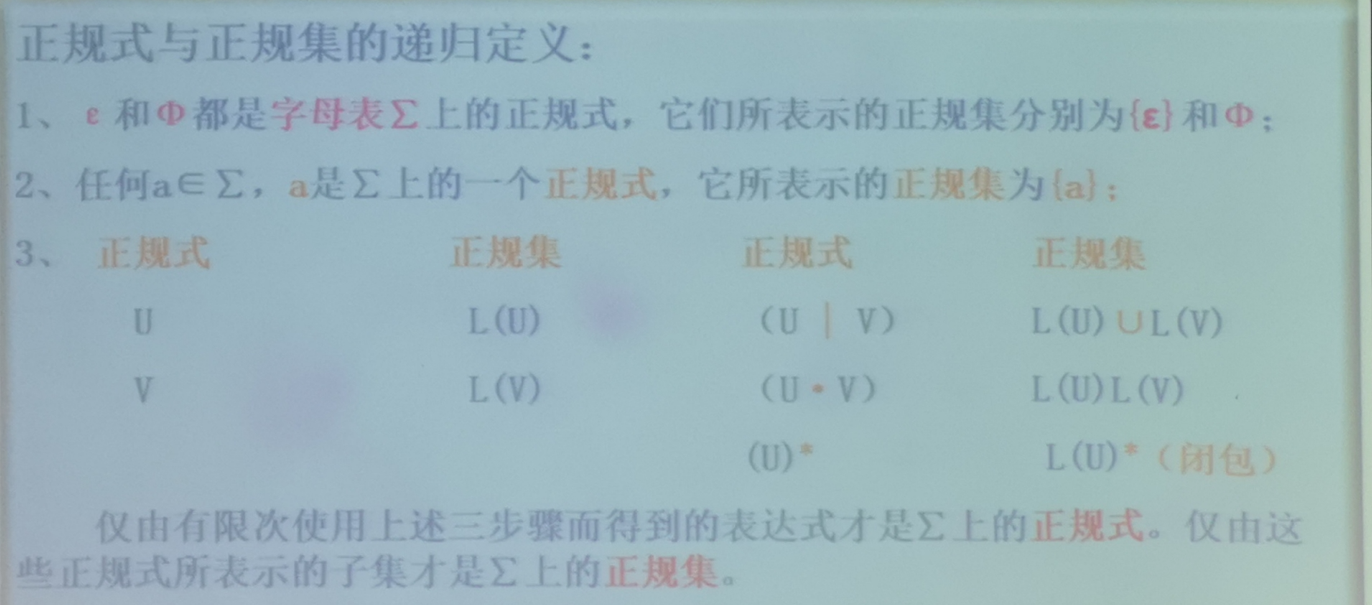 正规式与正规集的递归定义：
1、 ε 和Φ都是字母表∑上的正规式，它们所表示的正规集分别为{ε}和Φ；
2、任何a∈∑，a是∑上的一个正规式，它所表示的正规集为{a}；
3、 正规式 正规集 正规式 正规集
U L(U) （U | V） L(U)∪L(V)
V L(V) （U·V） L(U)L(V)
(U)* L(U)*（闭包）
仅由有限次使用上述三步骤而得到的表达式才是∑上的正规式。仅由这
些正规式所表示的子集才是∑上的正规集。